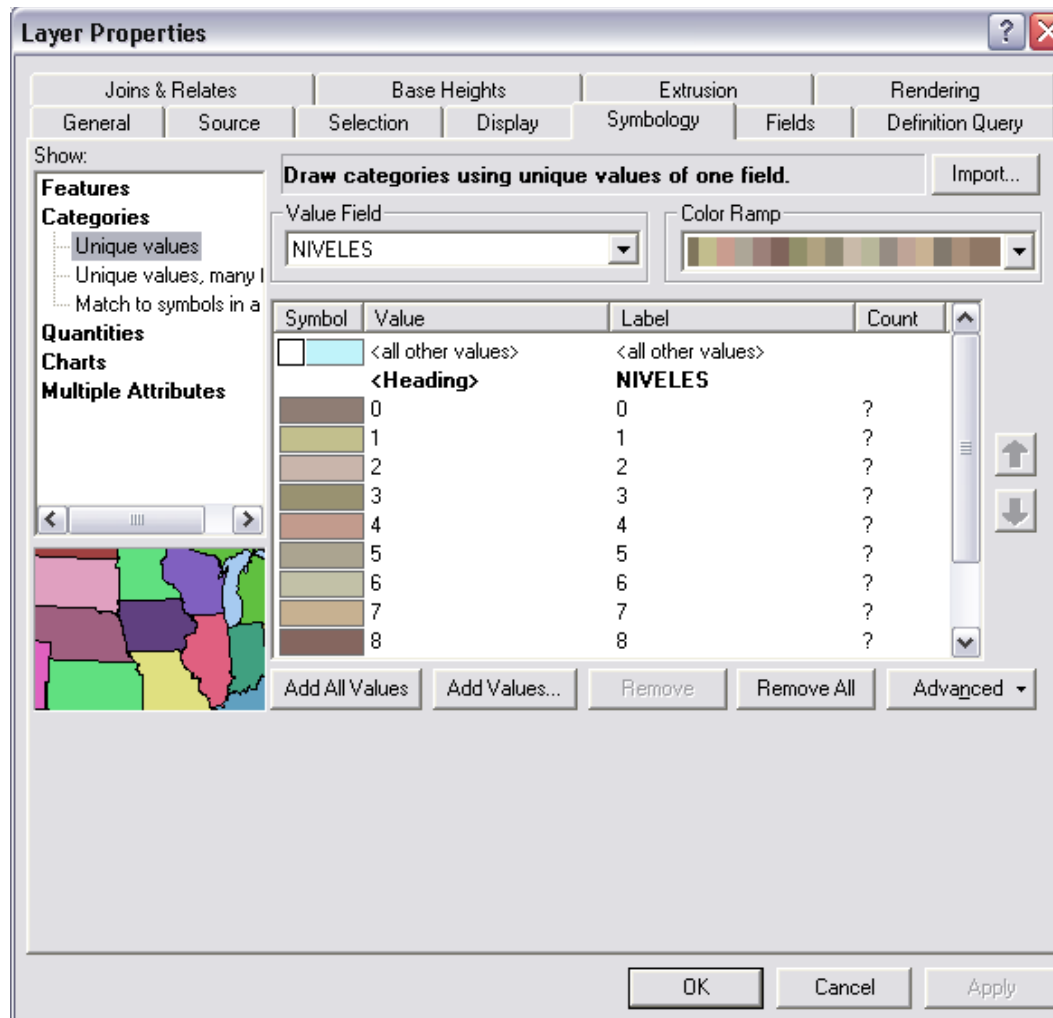 Layer Properties
Joins & Relates Base Heights Extrusion Rendering
General Source Selection Display Symbology Fields Definition Query
Show:
Features
Categories
Unique values
Unique values, many
Match to symbols in a
Quantities
Charts
Multiple Attributes
Draw categories using unique values of one field.
Import...
Value Field
NIVELES
Color Ramp
Symbol Value Label Count
<all other values> <all other values>
<Heading> NIVELES
0 0 ?
1 1 ?
2 2 ?
3 3 ?
4 4 ?
5 5 ?
6 6 ?
7 7 ?
8 8 ?
Add All Values Add Values... Remove Remove All Advanced
OK Cancel Apply